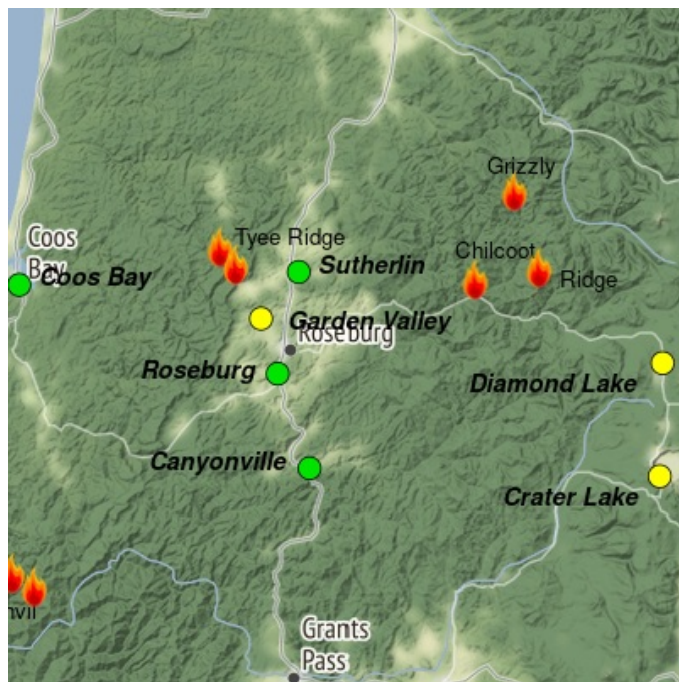 Grizzly
Coos
Bay
Tyee Ridge
Chilcoot
Coos Bay
Sutherlin
Ridge
Garden Valley
Roseburg
Roseburg
Diamond Lake
Canyonville
Crater Lake
nvil
Grants
Pass